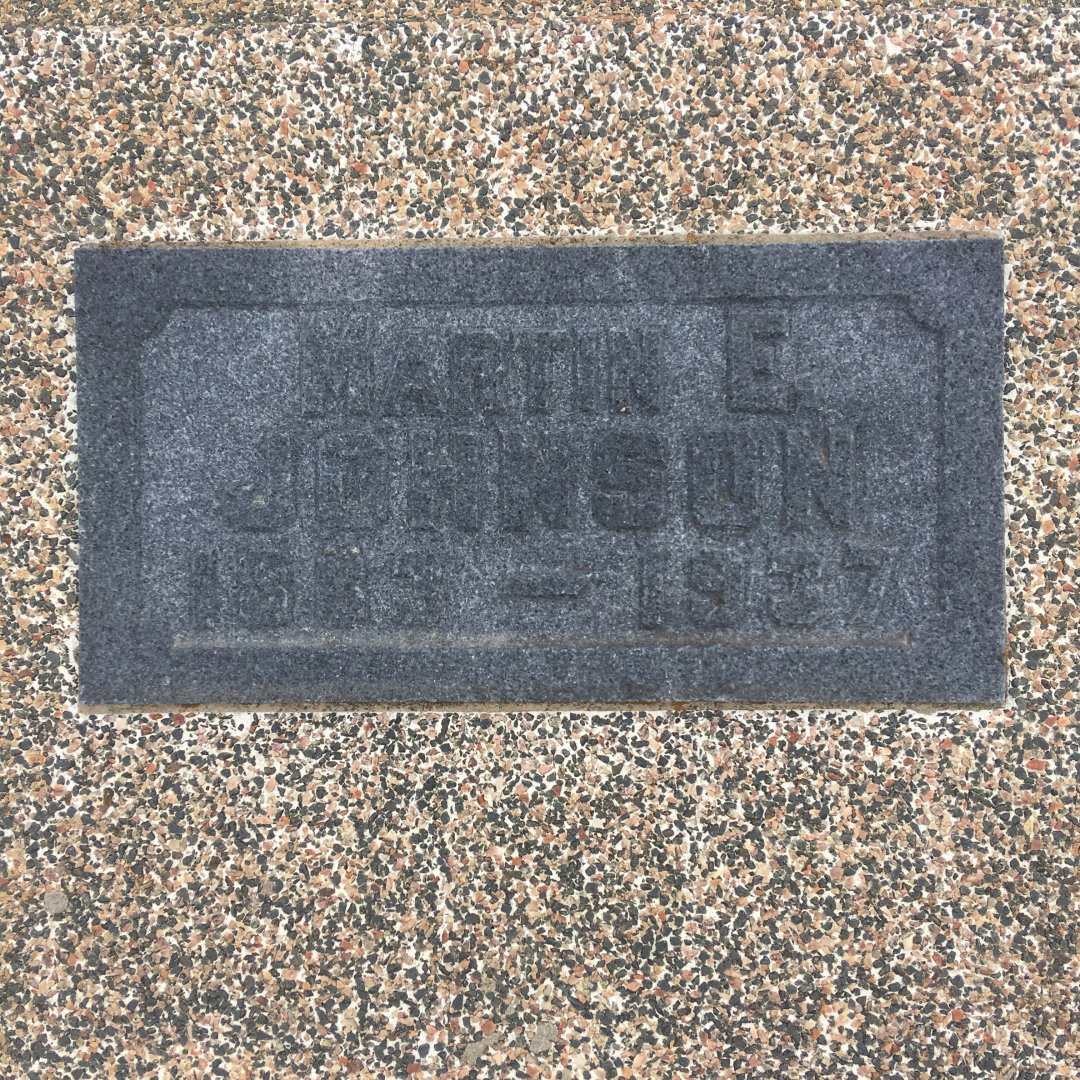 MARTIN E.
JOHNSON
— 1937